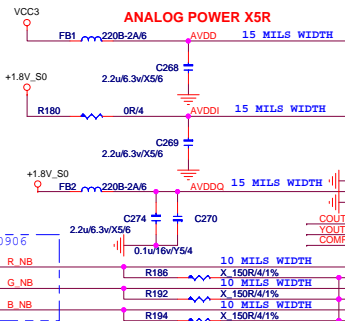 ANALOG POWER X5R
VCC3
FB1 220B-2A/6 AVDD 15 MILS WIDTH
C268
2.2u/6.3v/X5/6
+1.8V_S0
R180 0R/4 AVDDI 15 MILS WIDTH
C269
2.2u/6.3v/X5/6
+1.8V_S0
FB2 220B-2A/6 AVDDQ 15 MILS WIDTH
C274 C270
2.2u/6.3v/X5/6
0.1u/16v/Y5/4
COUT
YOUT
COMP
0906
R_NB 10 MILS WIDTH
R186 X_150R/4/1%
G_NB 10 MILS WIDTH
R192 X_150R/4/1%
B_NB 10 MILS WIDTH
R194 X_150R/4/1%